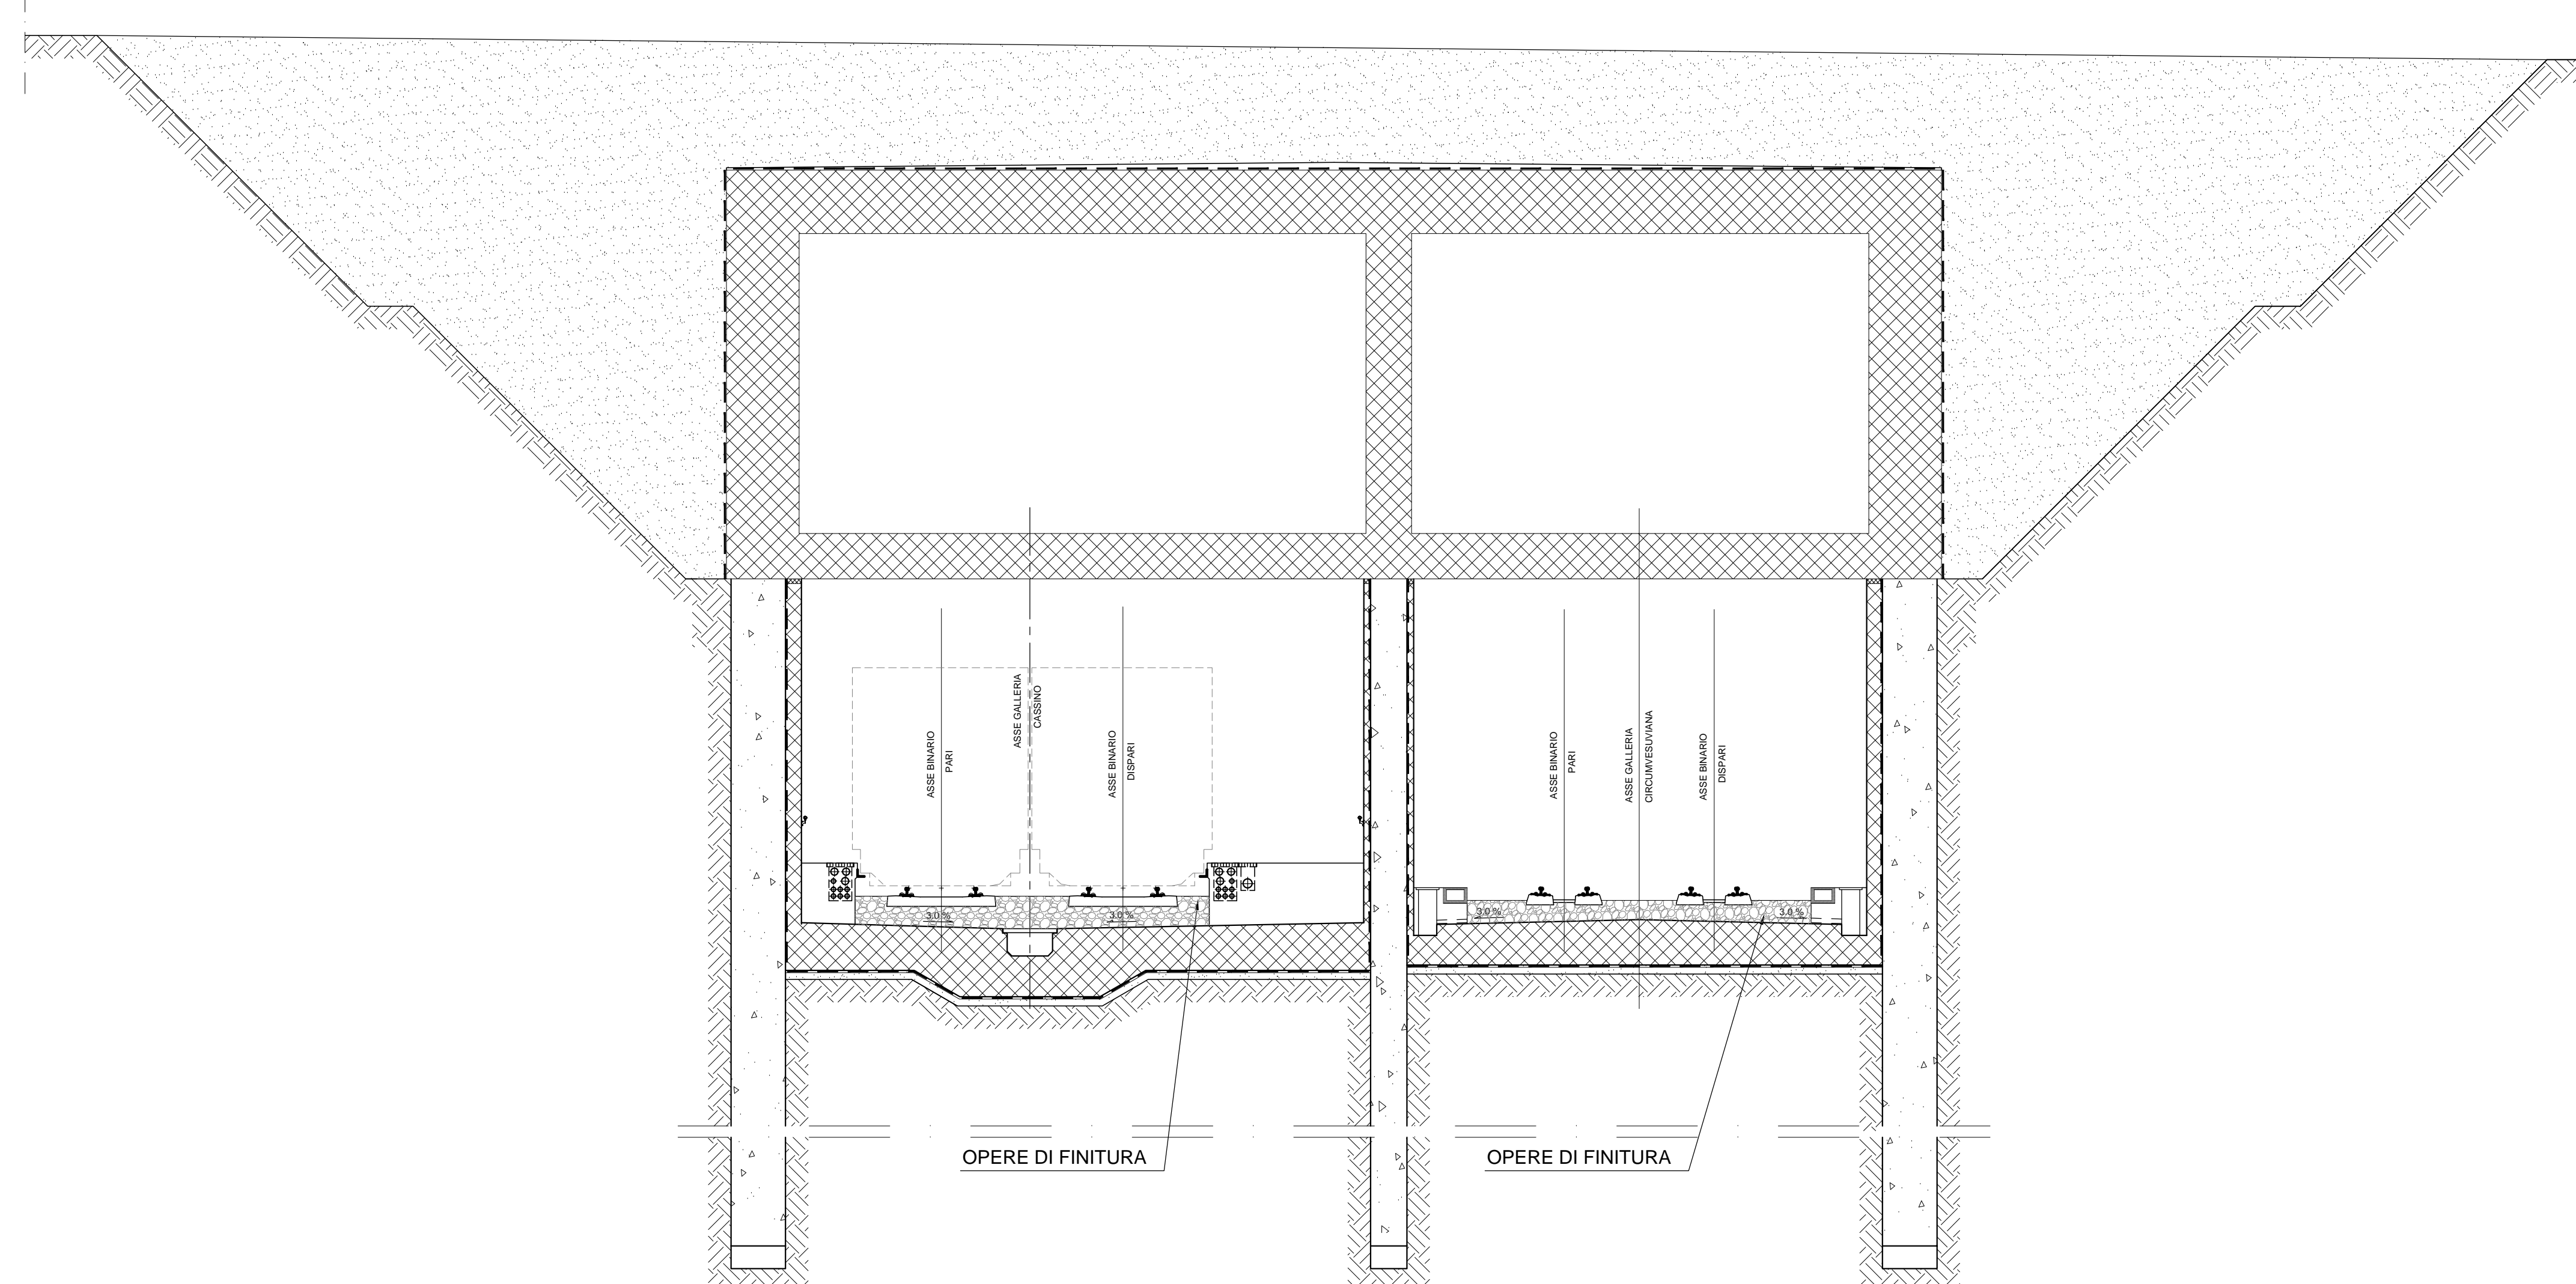 ASSE BINARIO
PARI
ASSE GALLERIA
CASSINO
ASSE BINARIO
DISPARI
ASSE BINARIO
PARI
ASSE GALLERIA
CIRCUMVESUVIANA
ASSE BINARIO
DISPARI
3.0 %
3.0 %
3.0 %
3.0 %
OPERE DI FINITURA
OPERE DI FINITURA